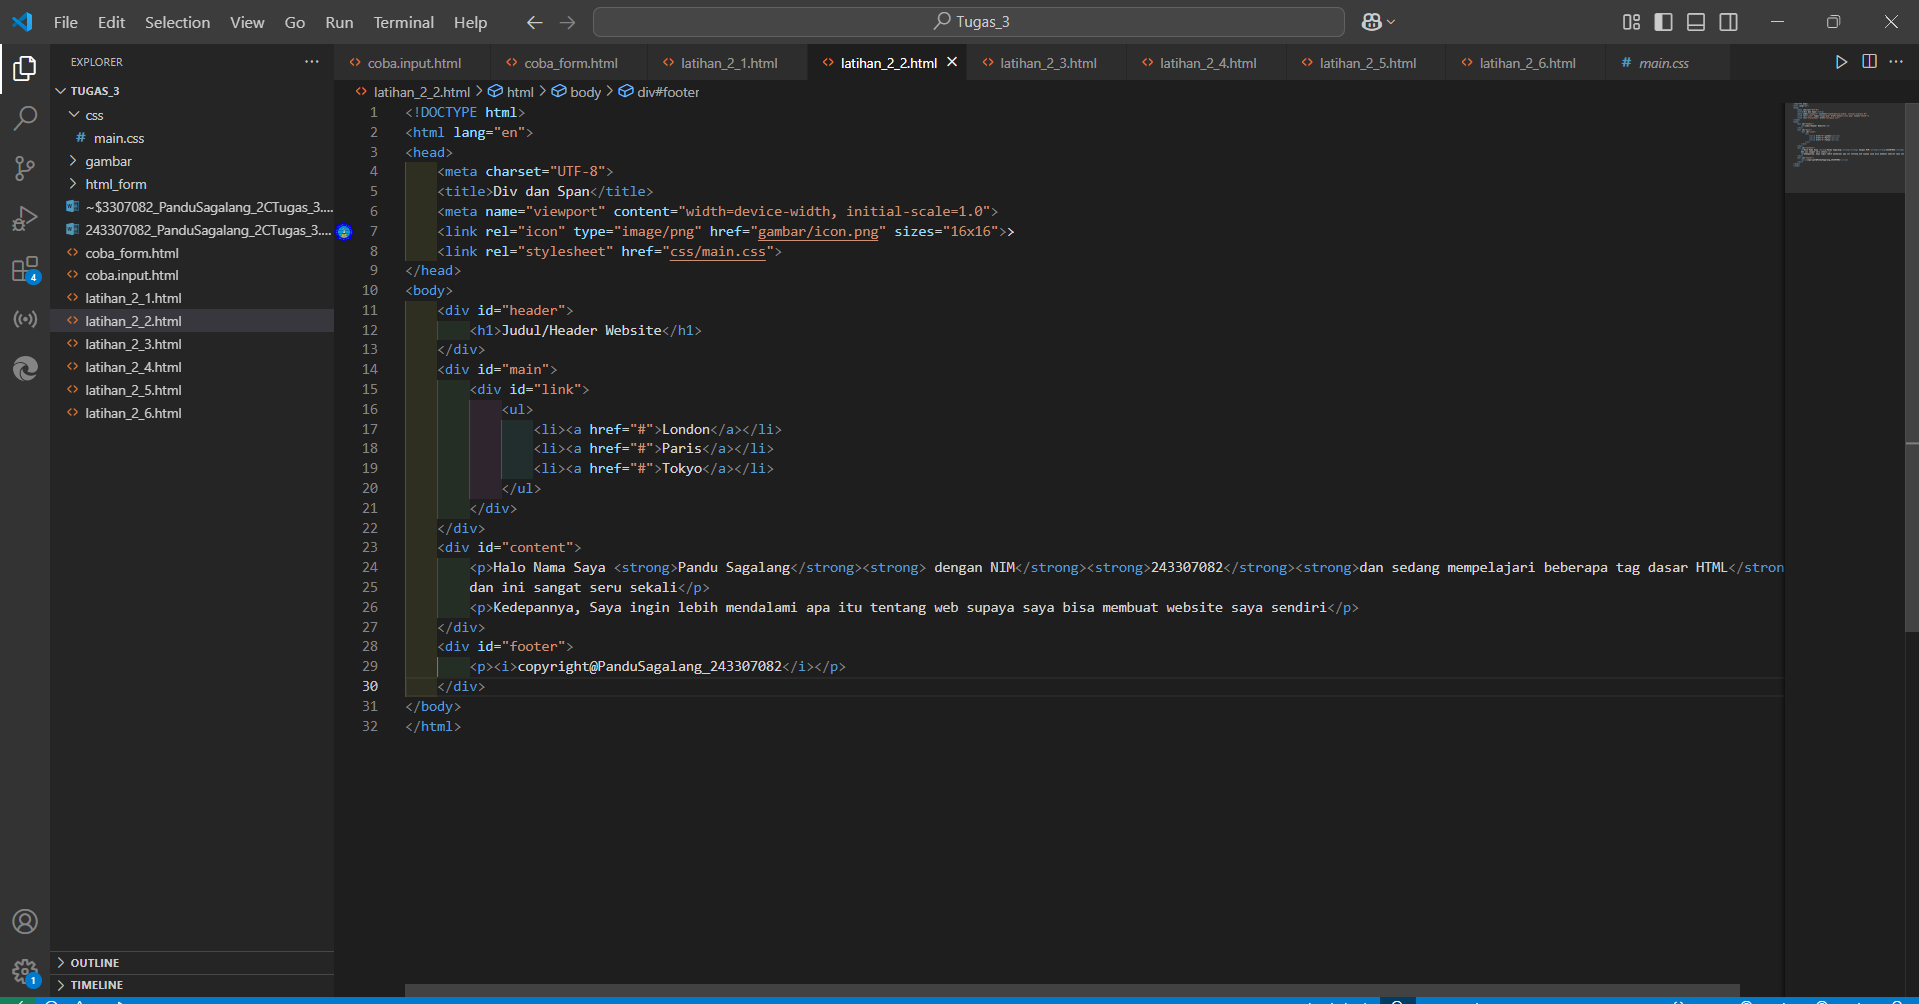 File Edit Selection View Go Run Terminal Help
Tugas_3
EXPLORER
TUGAS_3
css
main.css
gambar
html_form
~$3307082_PanduSagalang_2CTugas_3....
243307082_PanduSagalang_2CTugas_3....
coba_form.html
coba.input.html
latihan_2_1.html
latihan_2_2.html
latihan_2_3.html
latihan_2_4.html
latihan_2_5.html
latihan_2_6.html
OUTLINE
TIMELINE
4
1
coba.input.html coba_form.html latihan_2_1.html latihan_2_2.html latihan_2_3.html latihan_2_4.html latihan_2_5.html latihan_2_6.html # main.css
latihan_2_2.html > html > body > div#footer
1 <!DOCTYPE html>
2 <html lang="en">
3 <head>
4 <meta charset="UTF-8">
5 <title>Div dan Span</title>
6 <meta name="viewport" content="width=device-width, initial-scale=1.0">
7 <link rel="icon" type="image/png" href="gambar/icon.png" sizes="16x16">>
8 <link rel="stylesheet" href="css/main.css">
9 </head>
10 <body>
11 <div id="header">
12 <h1>Judul/Header Website</h1>
13 </div>
14 <div id="main">
15 <div id="link">
16 <ul>
17 <li><a href="#">London</a></li>
18 <li><a href="#">Paris</a></li>
19 <li><a href="#">Tokyo</a></li>
20 </ul>
21 </div>
22 </div>
23 <div id="content">
24 <p>Halo Nama Saya <strong>Pandu Sagalang</strong><strong> dengan NIM</strong><strong>243307082</strong><strong>dan sedang mempelajari beberapa tag dasar HTML</stron
25 dan ini sangat seru sekali</p>
26 <p>Kedepannya, Saya ingin lebih mendalami apa itu tentang web supaya saya bisa membuat website saya sendiri</p>
27 </div>
28 <div id="footer">
29 <p><i>copyright@PanduSagalang_243307082</i></p>
30 </div>
31 </body>
32 </html>